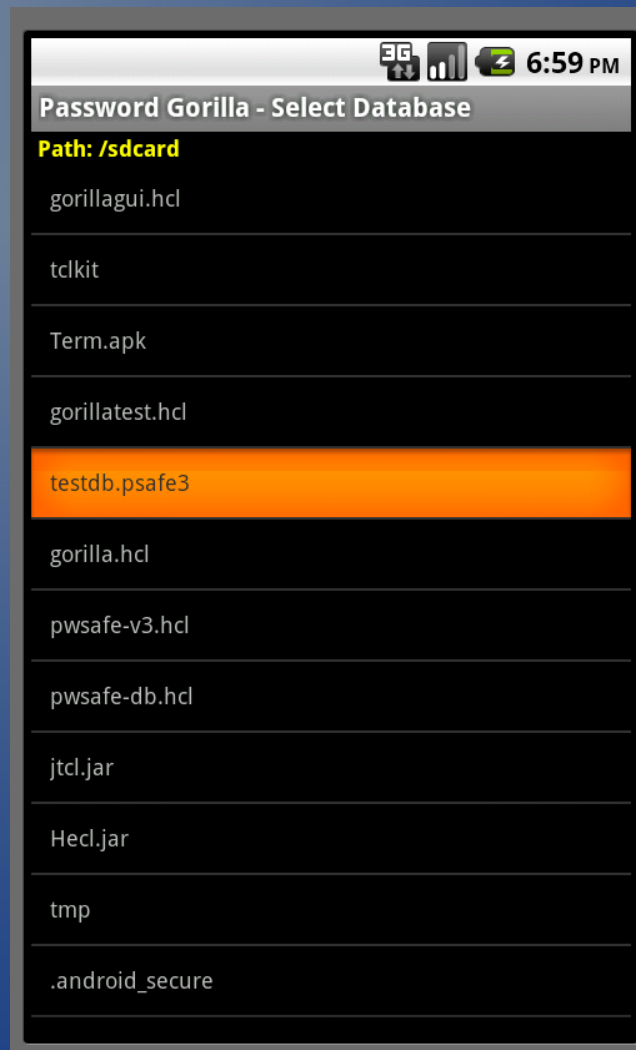 3G 6:59 PM
Password Gorilla - Select Database
Path: /sdcard
gorillagui.hcl
tclkit
Term.apk
gorillatest.hcl
testdb.psafe3
gorilla.hcl
pwsafe-v3.hcl
pwsafe-db.hcl
jtcl.jar
Hecl.jar
tmp
.android_secure